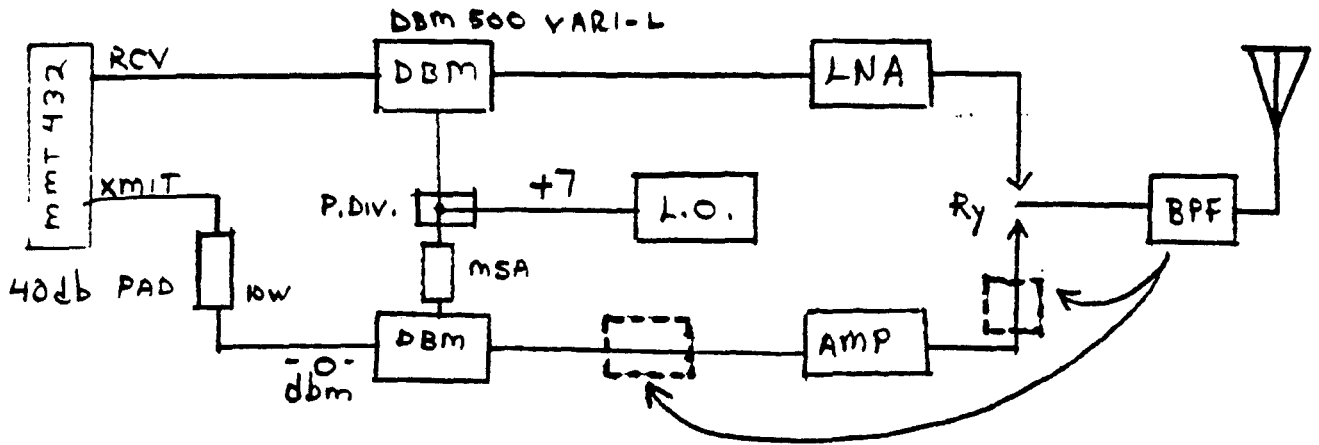 DBM 500 VARI-L
MMT 432
RCV
DBM
LNA
XMIT
P.DIV.
+7
L.O.
Ry
BPF
40db PAD
10W
MSA
DBM
AMP
-0-
dbm